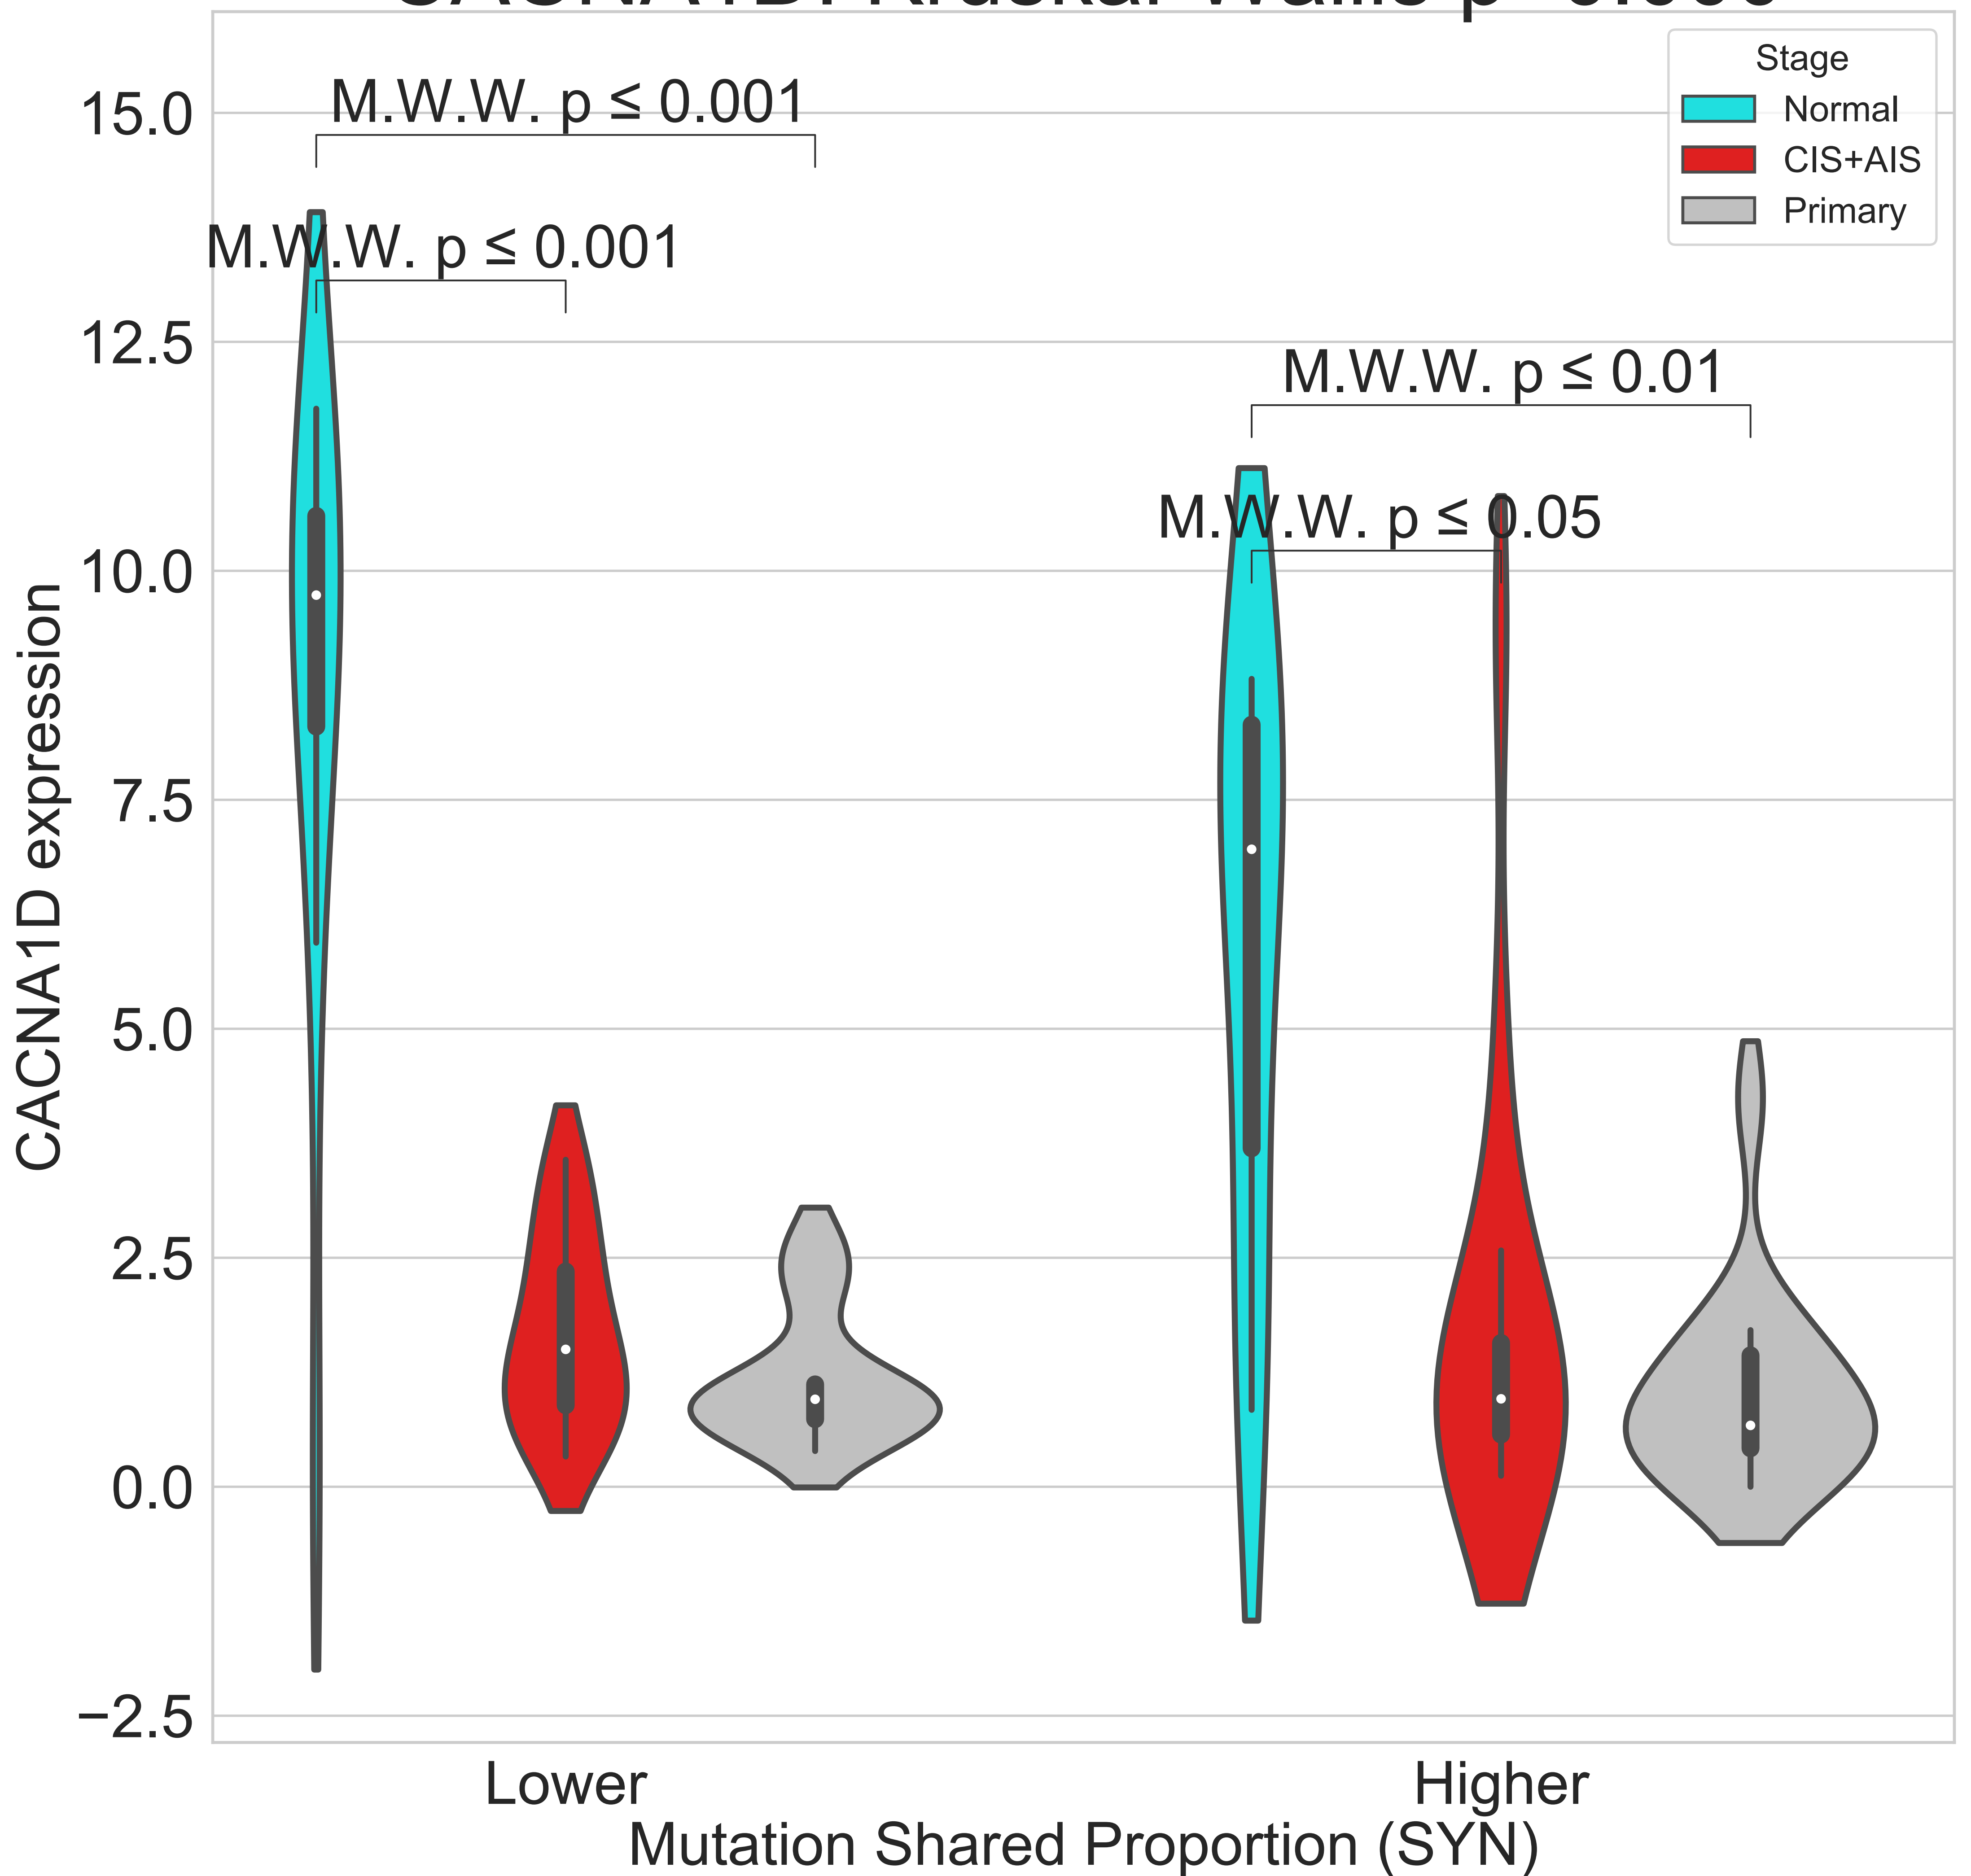 Stage
Normal
CIS+AIS
Primary
M.W.W. p ≤ 0.001
M.W.W. p ≤ 0.001
M.W.W. p ≤ 0.01
M.W.W. p ≤ 0.05
15.0
12.5
10.0
7.5
5.0
2.5
0.0
−2.5
CACNA1D expression
Lower
Higher
Mutation Shared Proportion (SYN)